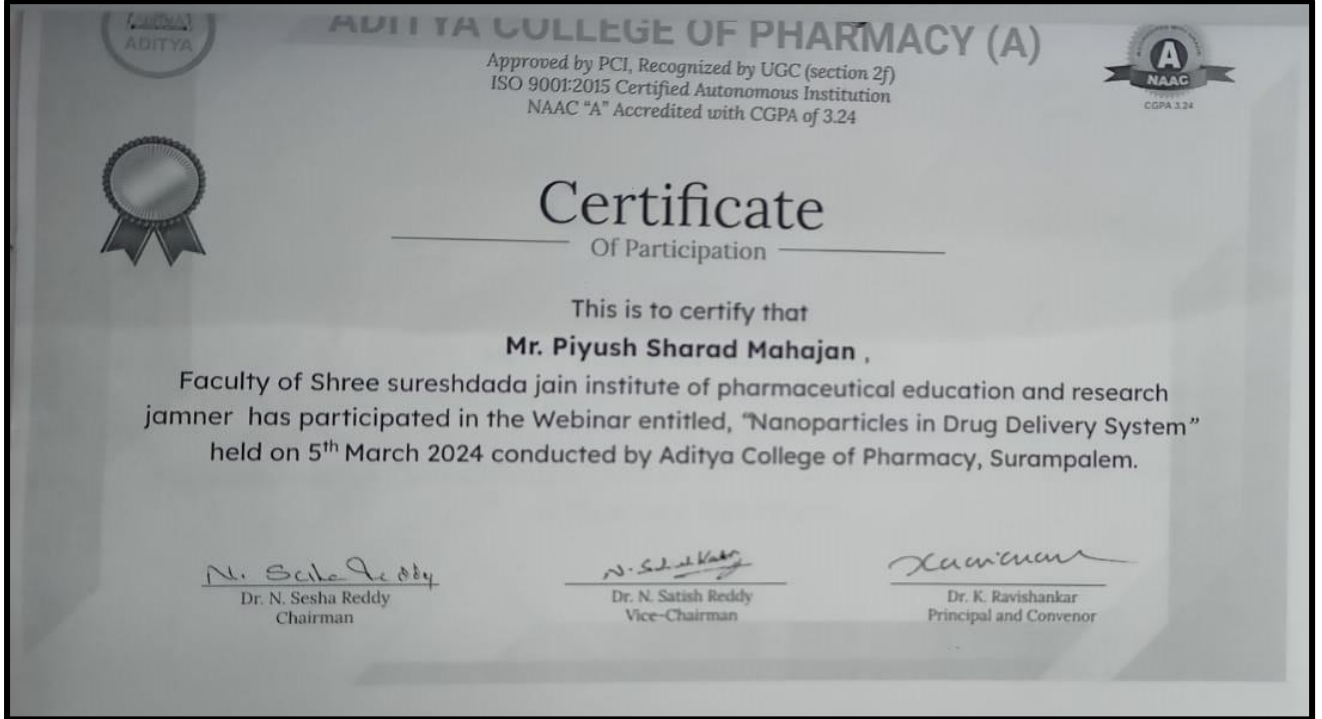 ADITYA
ADITYA COLLEGE OF PHARMACY (A)
Approved by PCI, Recognized by UGC (section 2f)
ISO 9001:2015 Certified Autonomous Institution
NAAC "A" Accredited with CGPA of 3.24
A
NAAC
CGPA 3.24
Certificate
Of Participation
This is to certify that
Mr. Piyush Sharad Mahajan ,
Faculty of Shree sureshdada jain institute of pharmaceutical education and research
jamner has participated in the Webinar entitled, "Nanoparticles in Drug Delivery System"
held on 5th March 2024 conducted by Aditya College of Pharmacy, Surampalem.
N. Sesha Reddy
Dr. N. Sesha Reddy
Chairman
Dr. N. Satish Reddy
Vice-Chairman
Dr. K. Ravishankar
Principal and Convenor